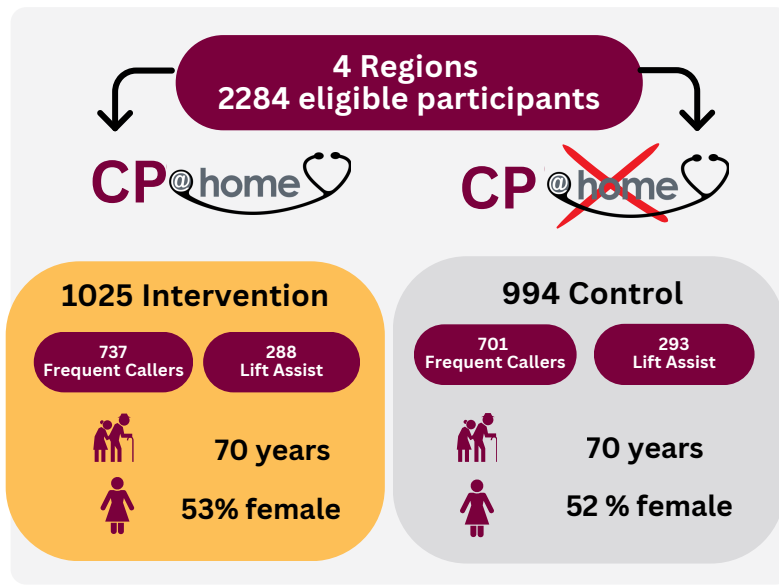 4 Regions
2284 eligible participants
CP@home
CP@home
1025 Intervention
737
Frequent Callers
288
Lift Assist
70 years
53% female
994 Control
701
Frequent Callers
293
Lift Assist
70 years
52 % female